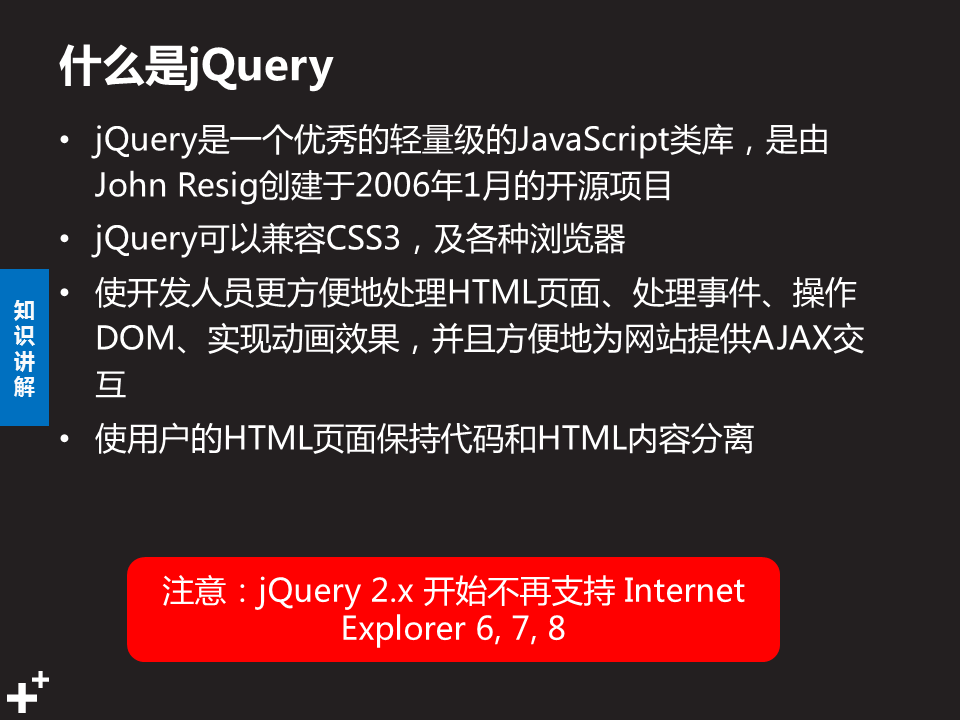 什么是jQuery
• jQuery是一个优秀的轻量级的JavaScript类库，是由
John Resig创建于2006年1月的开源项目
• jQuery可以兼容CSS3，及各种浏览器
• 使开发人员更方便地处理HTML页面、处理事件、操作
DOM、实现动画效果，并且方便地为网站提供AJAX交
互
• 使用户的HTML页面保持代码和HTML内容分离
知
识
讲
解
注意：jQuery 2.x 开始不再支持 Internet
Explorer 6, 7, 8